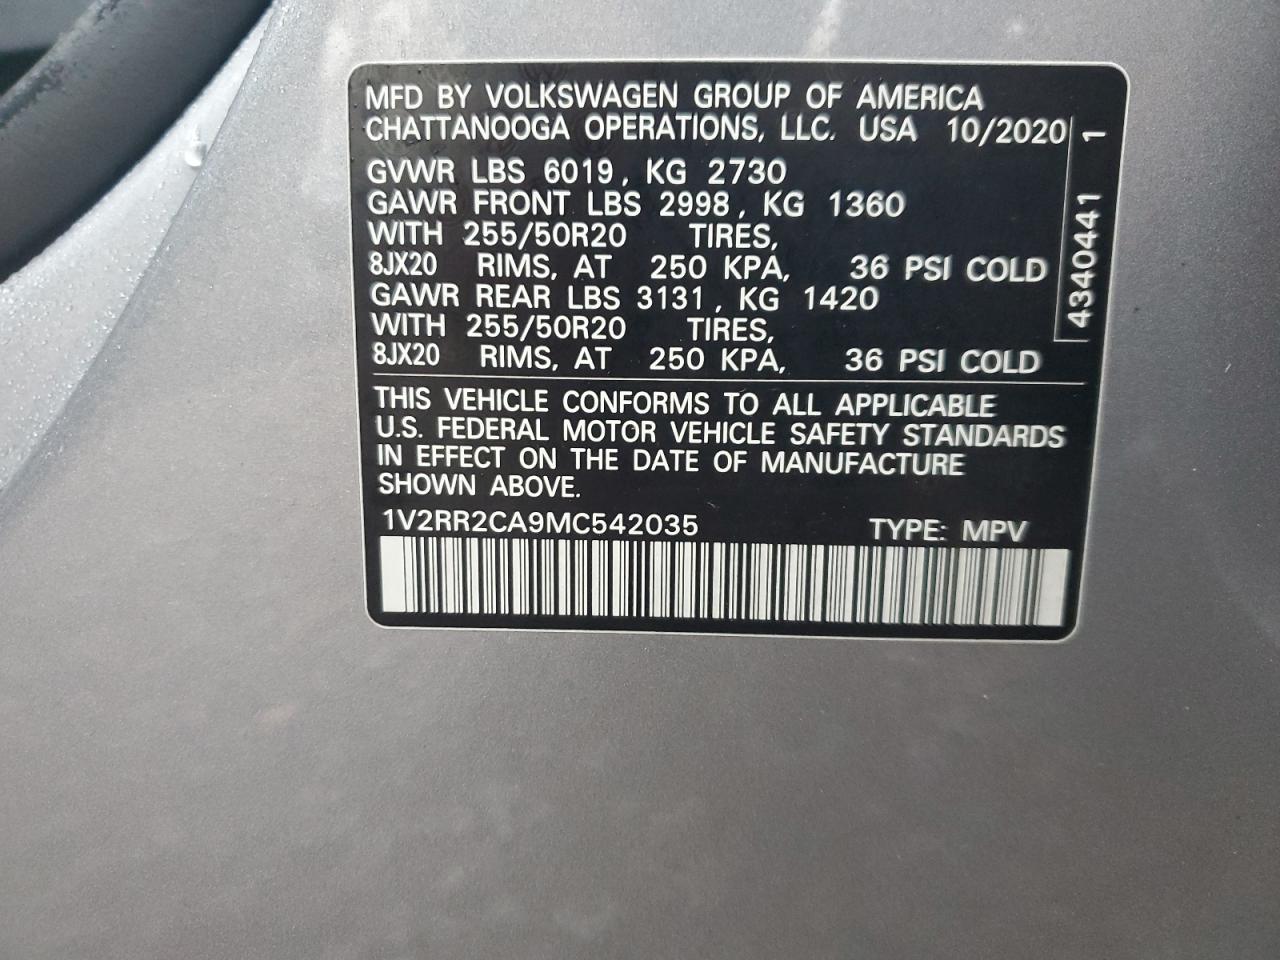 MFD BY VOLKSWAGEN GROUP OF AMERICA
CHATTANOOGA OPERATIONS, LLC. USA 10/2020
GVWR LBS 6019, KG 2730
GAWR FRONT LBS 2998, KG 1360
WITH 255/50R20 TIRES,
8JX20 RIMS, AT 250 KPA, 36 PSI COLD
GAWR REAR LBS 3131, KG 1420
WITH 255/50R20 TIRES,
8JX20 RIMS, AT 250 KPA, 36 PSI COLD
4340441 1
THIS VEHICLE CONFORMS TO ALL APPLICABLE
U.S. FEDERAL MOTOR VEHICLE SAFETY STANDARDS
IN EFFECT ON THE DATE OF MANUFACTURE
SHOWN ABOVE.
1V2RR2CA9MC542035 TYPE: MPV